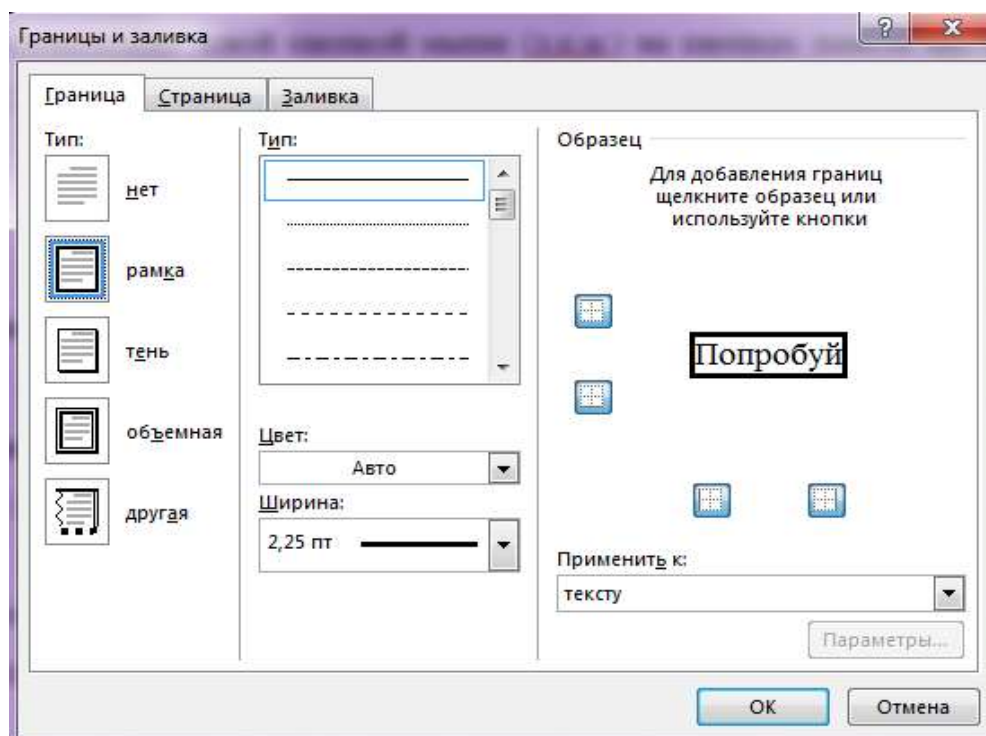 Границы и заливка
Граница Страница Заливка
Тип:
нет
рамка
тень
объемная
другая
Тип:
Цвет:
Авто
Ширина:
2,25 пт
Образец
Для добавления границ
щелкните образец или
используйте кнопки
Попробуй
Применить к:
тексту
Параметры...
ОК Отмена